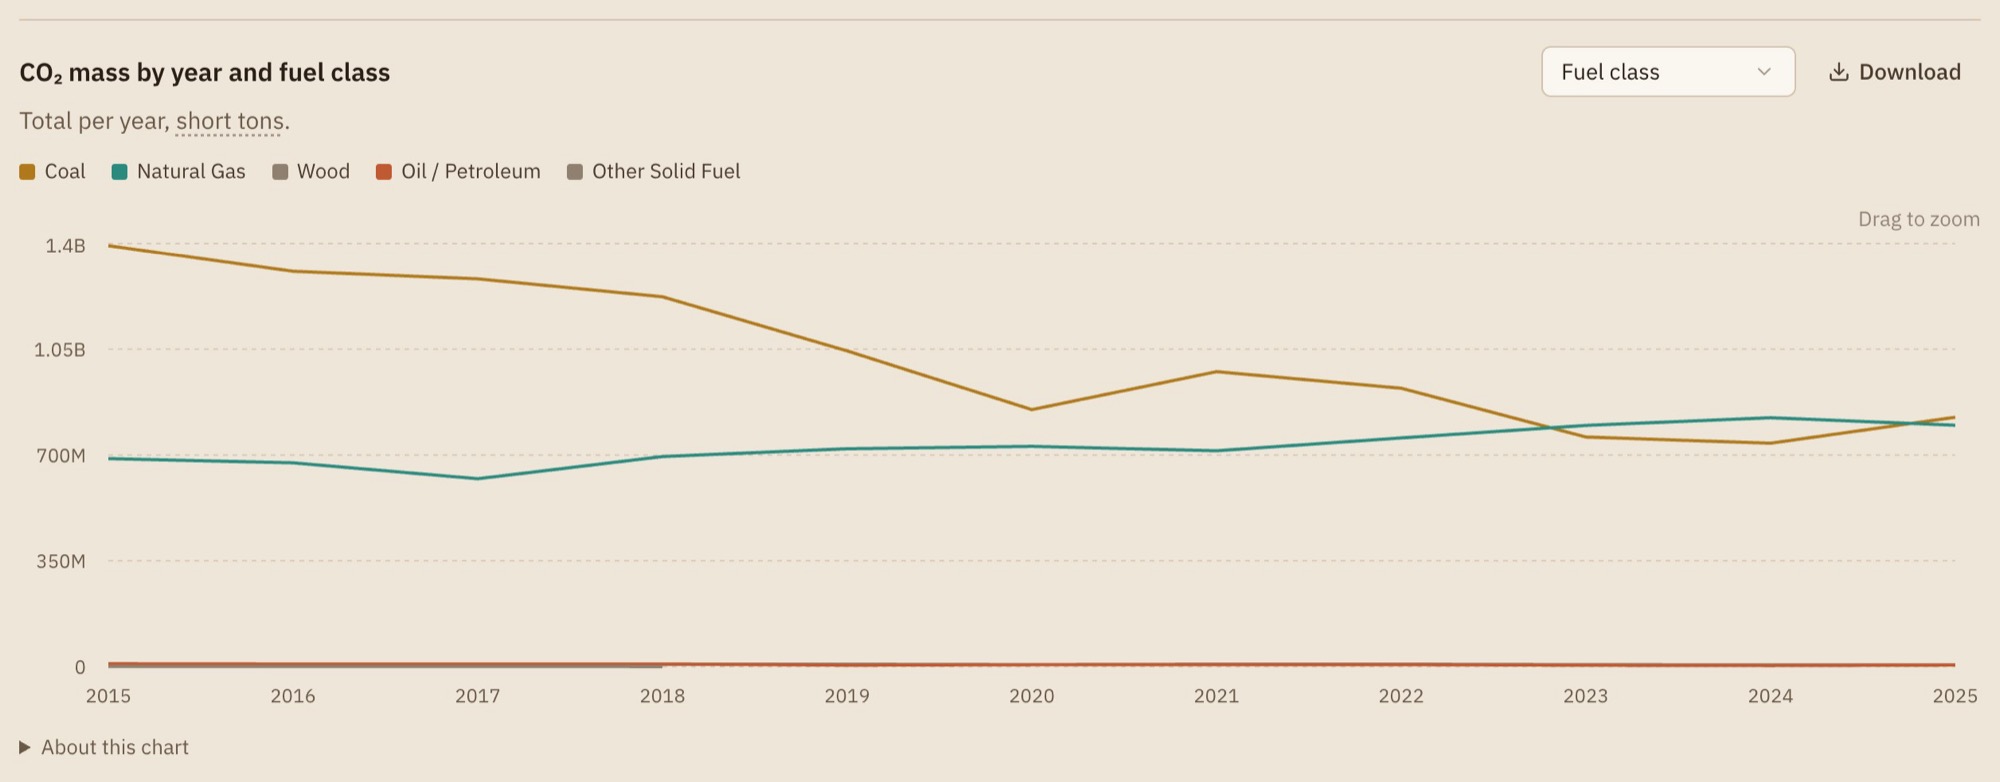 CO₂ mass by year and fuel class
Fuel class
Download
Total per year, short tons.
Coal Natural Gas Wood Oil / Petroleum Other Solid Fuel
Drag to zoom
1.4B
1.05B
700M
350M
0
2015 2016 2017 2018 2019 2020 2021 2022 2023 2024 2025
About this chart